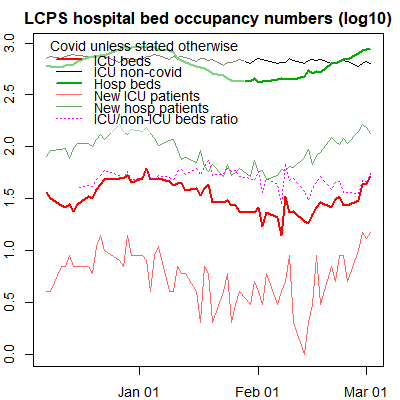 LCPS hospital bed occupancy numbers (log10)
Covid unless stated otherwise
ICU beds
ICU non-covid
Hosp beds
New ICU patients
New hosp patients
ICU/non-ICU beds ratio
3.0
2.5
2.0
1.5
1.0
0.5
0.0
Jan 01
Feb 01
Mar 01